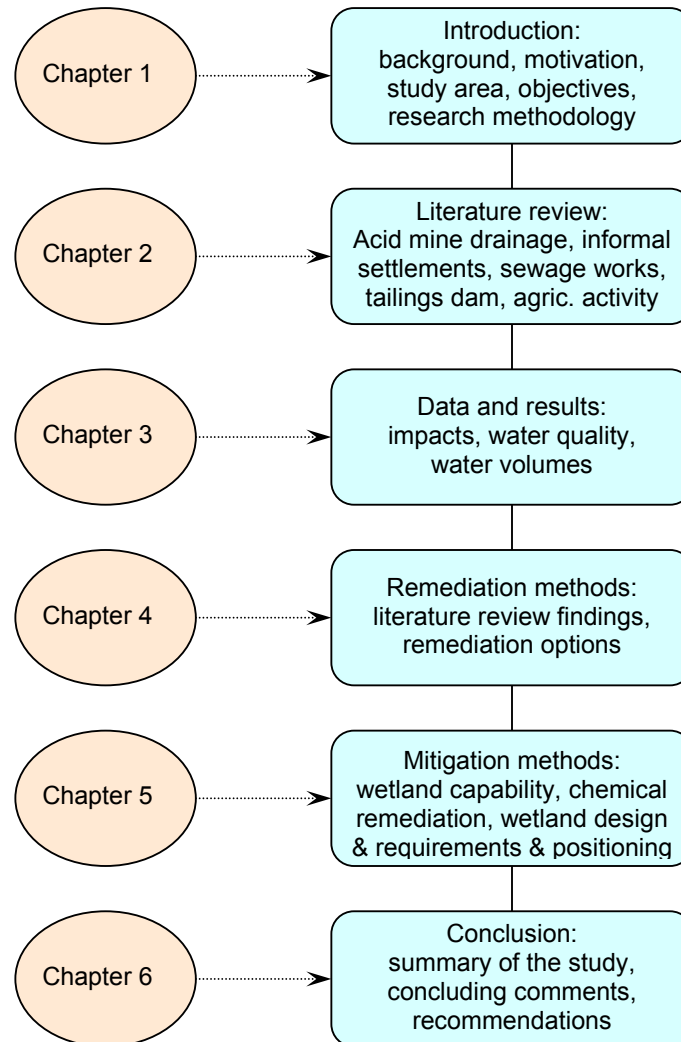 Chapter 1
Introduction:
background, motivation,
study area, objectives,
research methodology
Chapter 2
Literature review:
Acid mine drainage, informal
settlements, sewage works,
tailings dam, agric. activity
Chapter 3
Data and results:
impacts, water quality,
water volumes
Chapter 4
Remediation methods:
literature review findings,
remediation options
Chapter 5
Mitigation methods:
wetland capability, chemical
remediation, wetland design
& requirements & positioning
Chapter 6
Conclusion:
summary of the study,
concluding comments,
recommendations